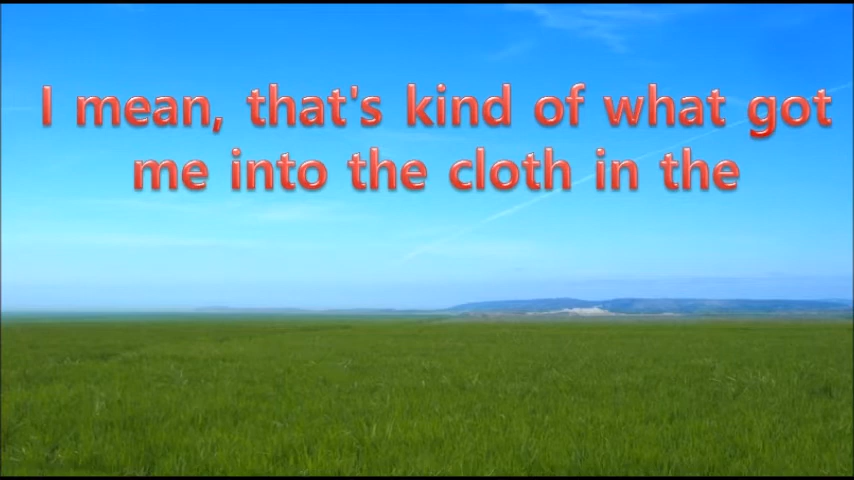 I mean, that's kind of what got
me into the cloth in the